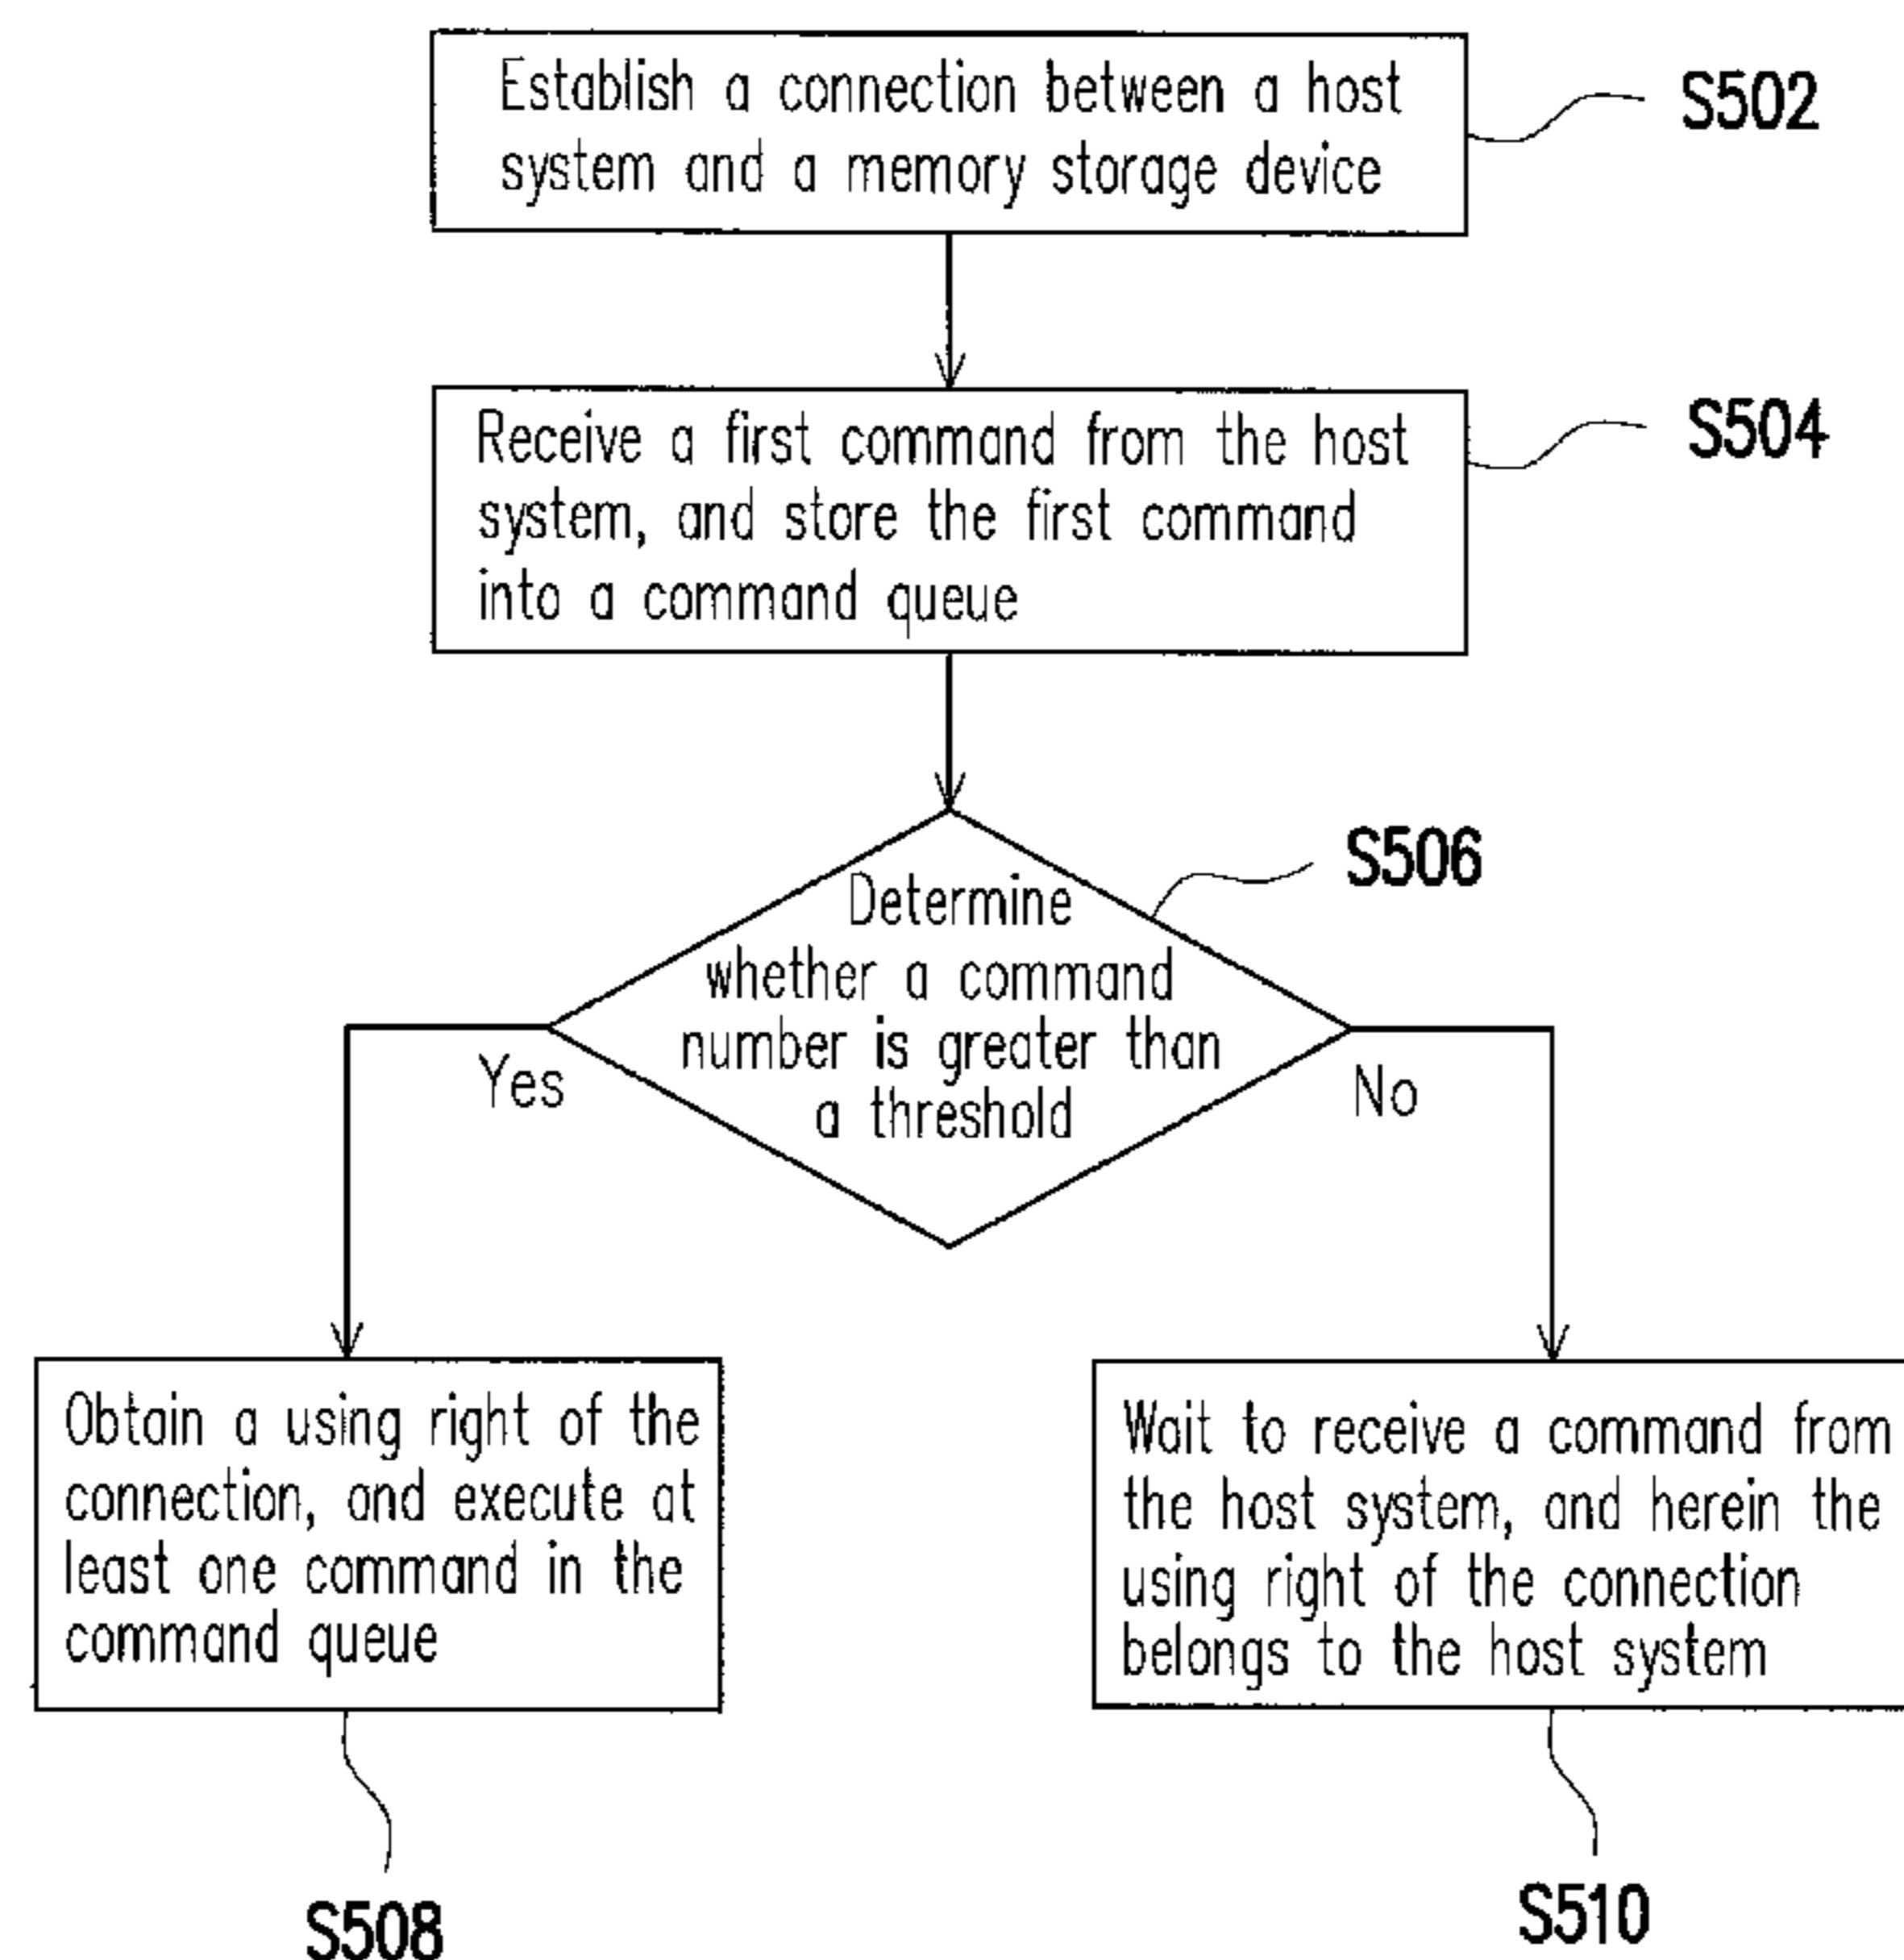 Establish a connection between a host
system and a memory storage device
S502
Receive a first command from the host
system, and store the first command
into a command queue
S504
Determine
whether a command
number is greater than
a threshold
S506
Yes
No
Obtain a using right of the
connection, and execute at
least one command in the
command queue
S508
Wait to receive a command from
the host system, and herein the
using right of the connection
belongs to the host system
S510